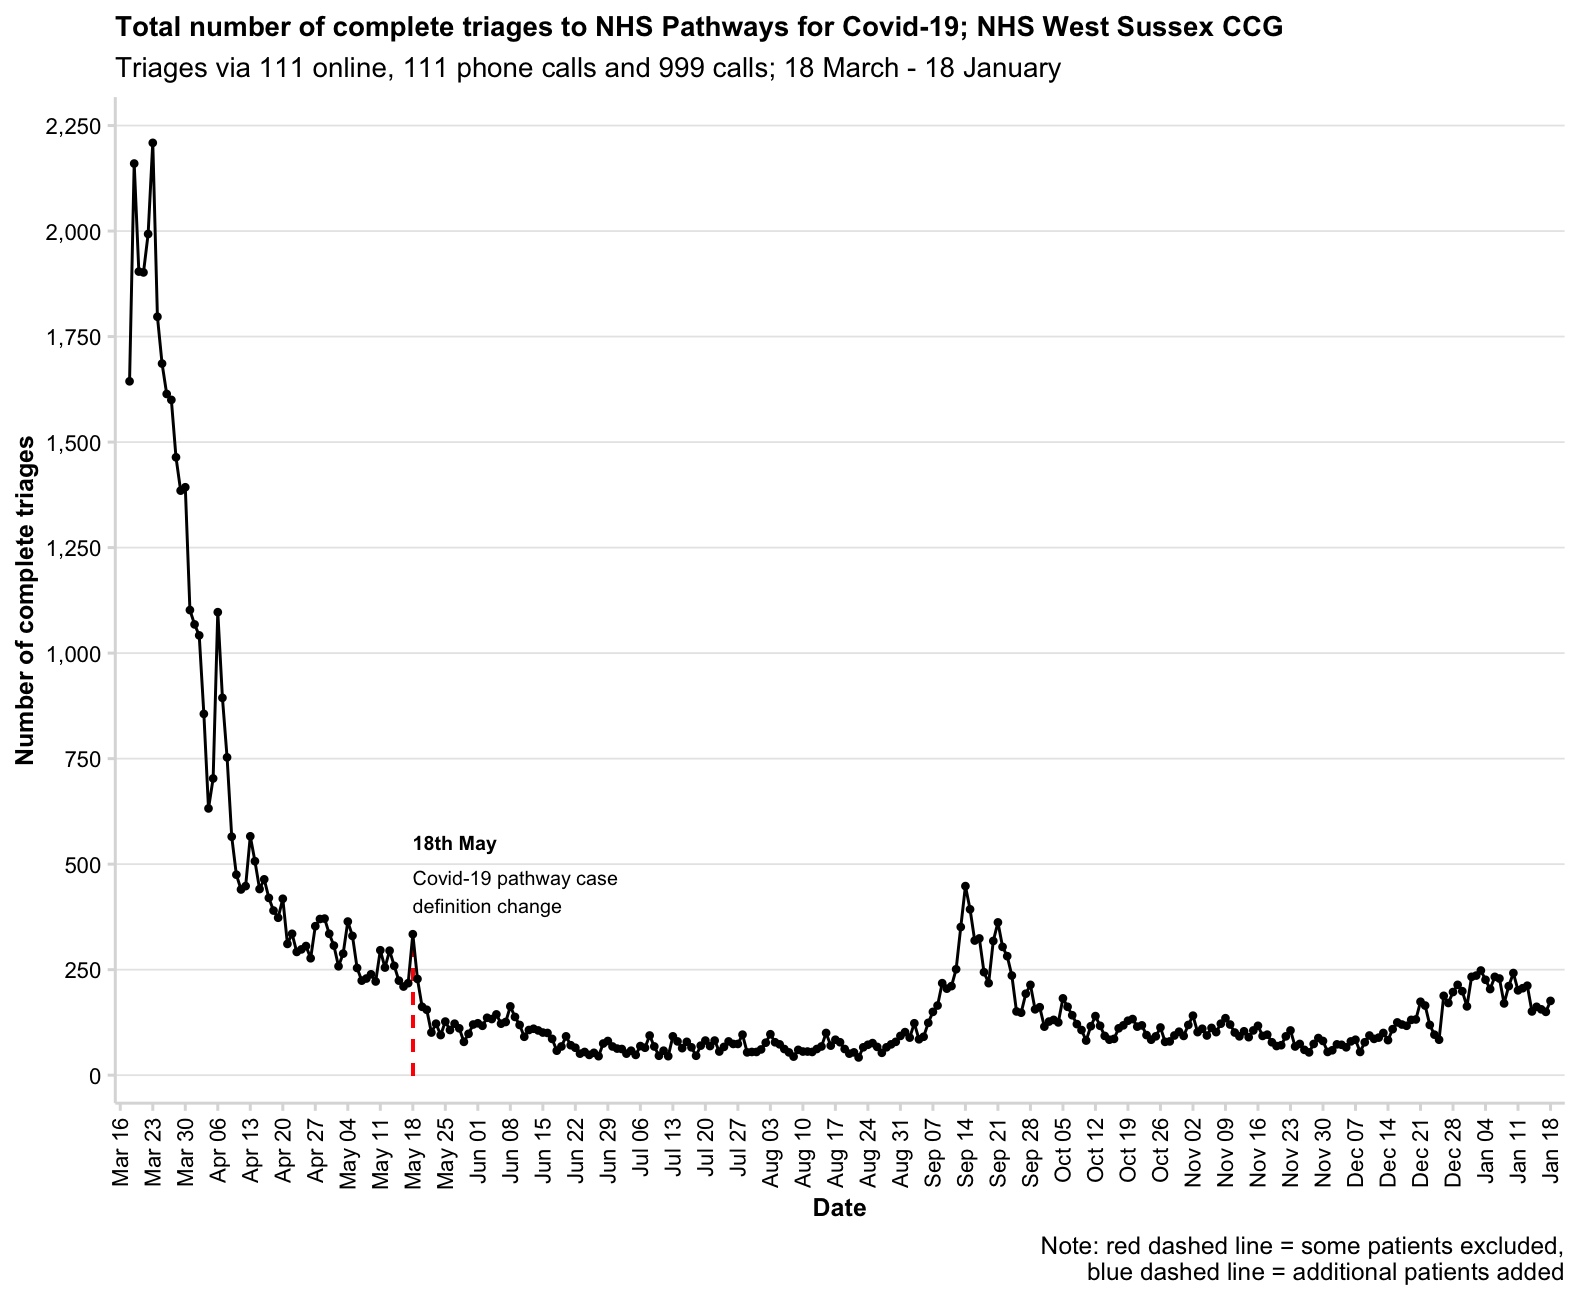 Total number of complete triages to NHS Pathways for Covid-19; NHS West Sussex CCG
Triages via 111 online, 111 phone calls and 999 calls; 18 March - 18 January
Number of complete triages
2,250
2,000
1,750
1,500
1,250
1,000
750
500
250
0
18th May
Covid-19 pathway case
definition change
Mar 16
Mar 23
Mar 30
Apr 06
Apr 13
Apr 20
Apr 27
May 04
May 11
May 18
May 25
Jun 01
Jun 08
Jun 15
Jun 22
Jun 29
Jul 06
Jul 13
Jul 20
Jul 27
Aug 03
Aug 10
Aug 17
Aug 24
Aug 31
Sep 07
Sep 14
Sep 21
Sep 28
Oct 05
Oct 12
Oct 19
Oct 26
Nov 02
Nov 09
Nov 16
Nov 23
Nov 30
Dec 07
Dec 14
Dec 21
Dec 28
Jan 04
Jan 11
Jan 18
Date
Note: red dashed line = some patients excluded,
blue dashed line = additional patients added